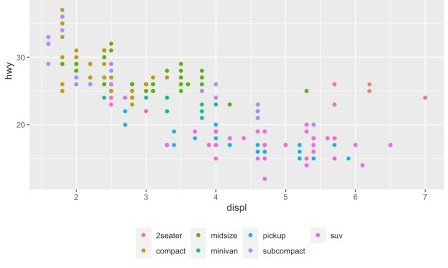 hwy
30
20
2 3 4 5 6 7
displ
2seater midsize pickup suv
compact minivan subcompact